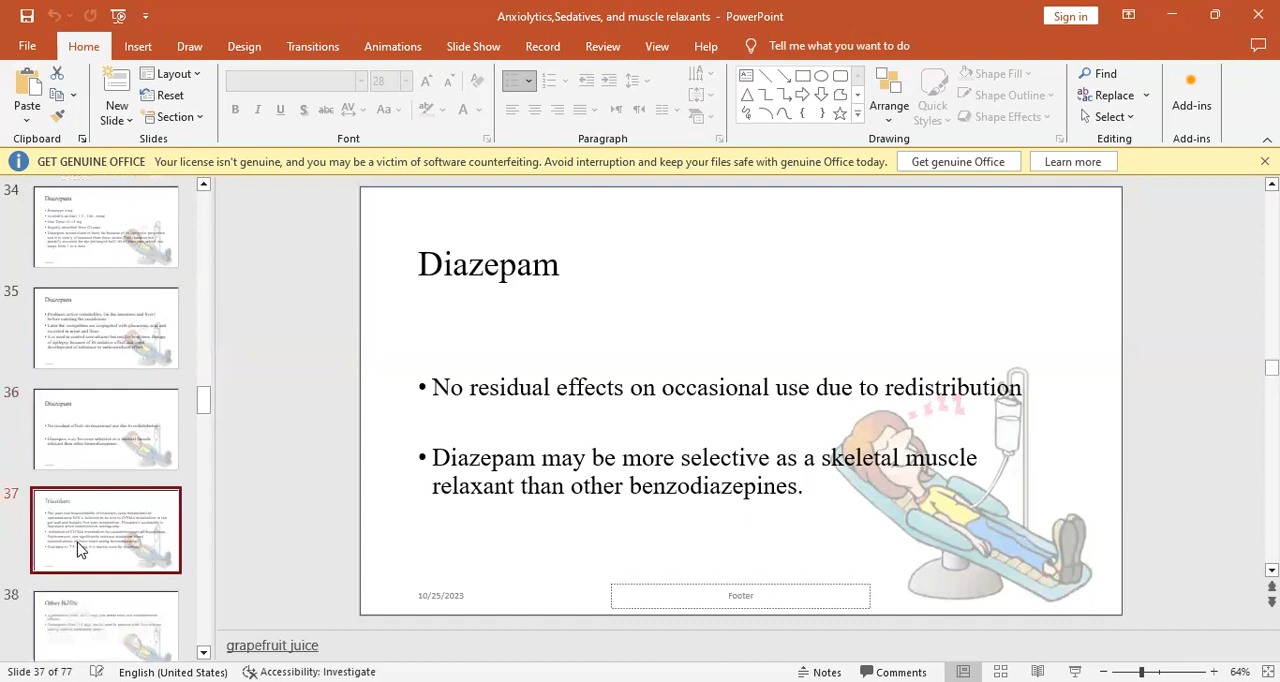 Anxiolytics,Sedatives, and muscle relaxants - PowerPoint
Sign in
File Home Insert Draw Design Transitions Animations Slide Show Record Review View Help Tell me what you want to do
Paste
Clipboard
New
Slide
Layout
Reset
Section
Slides
28
B I U S abc AV Aa A
Font
Paragraph
Arrange
Quick
Styles
Shape Fill
Shape Outline
Shape Effects
Drawing
Find
Replace
Select
Editing
Add-ins
Add-ins
GET GENUINE OFFICE Your license isn't genuine, and you may be a victim of software counterfeiting. Avoid interruption and keep your files safe with genuine Office today. Get genuine Office Learn more
34
Diazepam
35
Diazepam
36
Diazepam
37
38
Diazepam
• No residual effects on occasional use due to redistribution
• Diazepam may be more selective as a skeletal muscle
relaxant than other benzodiazepines.
10/25/2023
Footer
grapefruit juice
Slide 37 of 77 English (United States) Accessibility: Investigate Notes Comments 64%